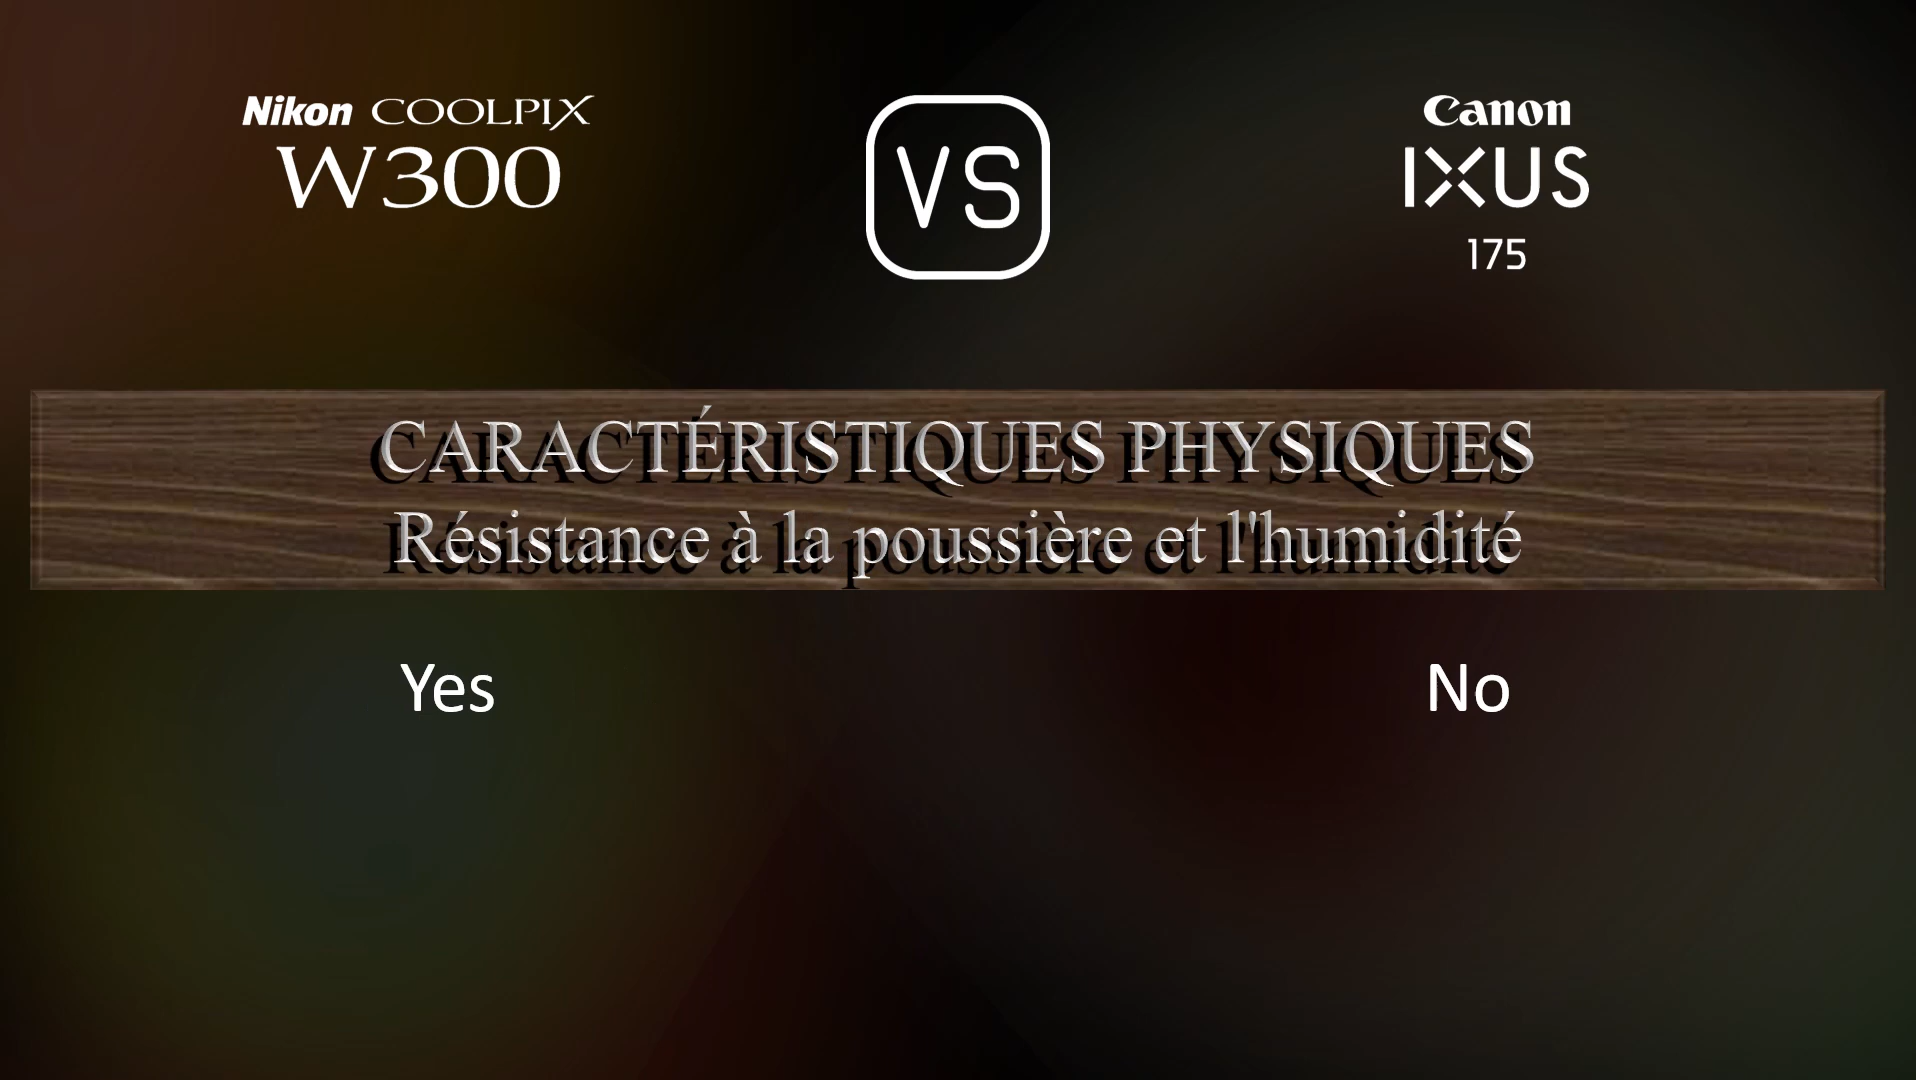 Nikon COOLPIX
W300
VS
Canon
IXUS
175
CARACTÉRISTIQUES PHYSIQUES
Résistance à la poussière et l'humidité
Yes
No